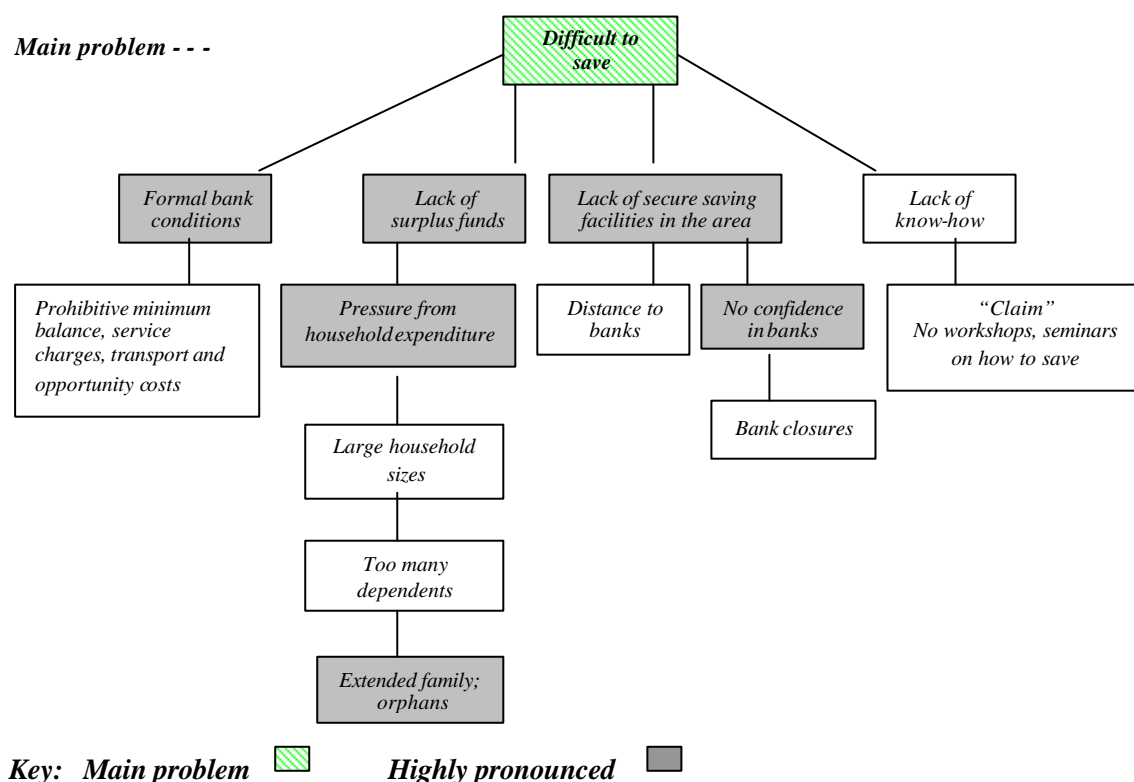 Main problem - - -
Difficult to
save
Formal bank
conditions
Lack of
surplus funds
Lack of secure saving
facilities in the area
Lack of
know-how
Prohibitive minimum
balance, service
charges, transport and
opportunity costs
Pressure from
household expenditure
Distance to
banks
No confidence
in banks
“Claim”
No workshops, seminars
on how to save
Large household
sizes
Bank closures
Too many
dependents
Extended family;
orphans
Key: Main problem Highly pronounced